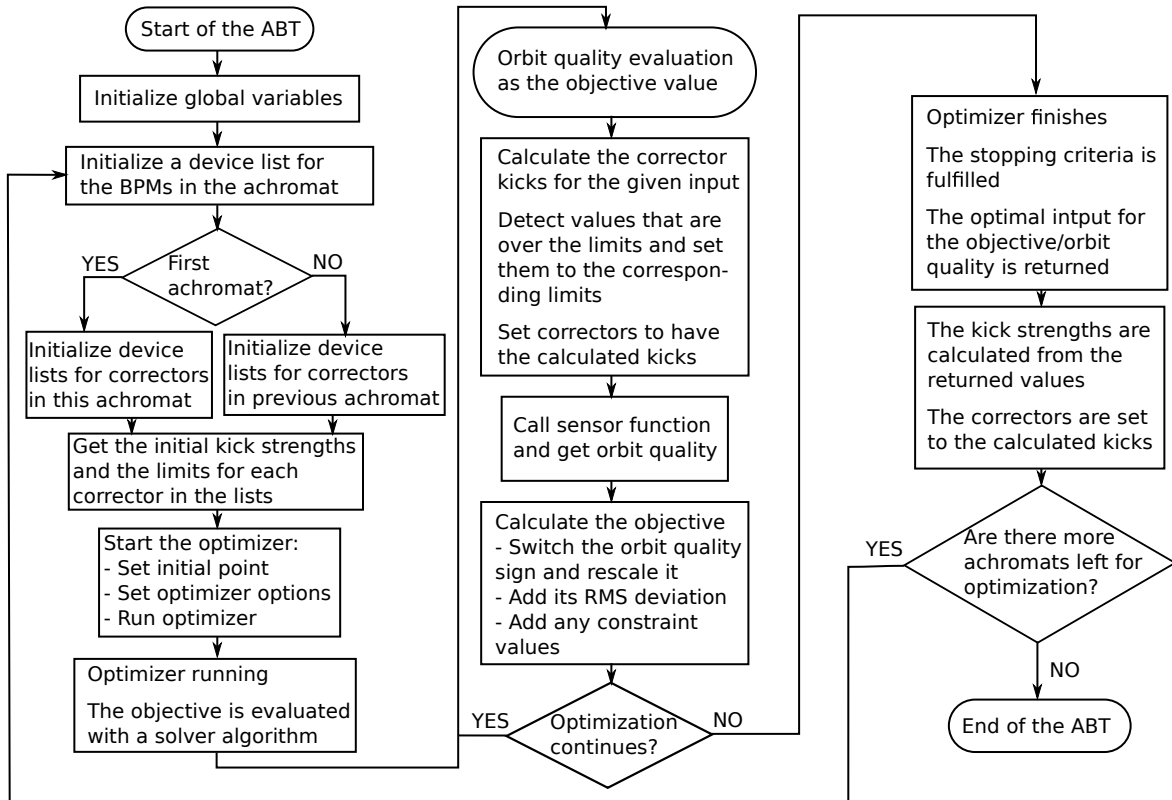 Start of the ABT
Initialize global variables
Initialize a device list for
the BPMs in the achromat
YES
First
achromat?
NO
Initialize device
lists for correctors
in this achromat
Initialize device
lists for correctors
in previous achromat
Get the initial kick strengths
and the limits for each
corrector in the lists
Start the optimizer:
- Set initial point
- Set optimizer options
- Run optimizer
Optimizer running
The objective is evaluated
with a solver algorithm
Orbit quality evaluation
as the objective value
Calculate the corrector
kicks for the given input
Detect values that are
over the limits and set
them to the correspon-
ding limits
Set correctors to have
the calculated kicks
Call sensor function
and get orbit quality
Calculate the objective
- Switch the orbit quality
sign and rescale it
- Add its RMS deviation
- Add any constraint
values
YES
Optimization
continues?
NO
Optimizer finishes
The stopping criteria is
fulfilled
The optimal intput for
the objective/orbit
quality is returned
The kick strengths are
calculated from the
returned values
The correctors are set
to the calculated kicks
YES
Are there more
achromats left for
optimization?
NO
End of the ABT